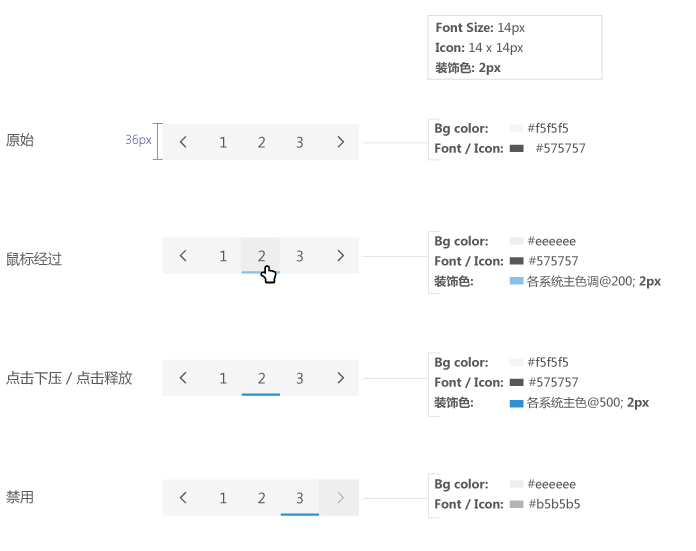 Font Size: 14px
Icon: 14 x 14px
装饰色: 2px
原始
36px
1 2 3
Bg color: #f5f5f5
Font / Icon: #575757
鼠标经过
1 2 3
Bg color: #eeeeee
Font / Icon: #575757
装饰色: 各系统主色调@200; 2px
点击下压 / 点击释放
1 2 3
Bg color: #f5f5f5
Font / Icon: #575757
装饰色: 各系统主色@500; 2px
禁用
1 2 3
Bg color: #eeeeee
Font / Icon: #b5b5b5